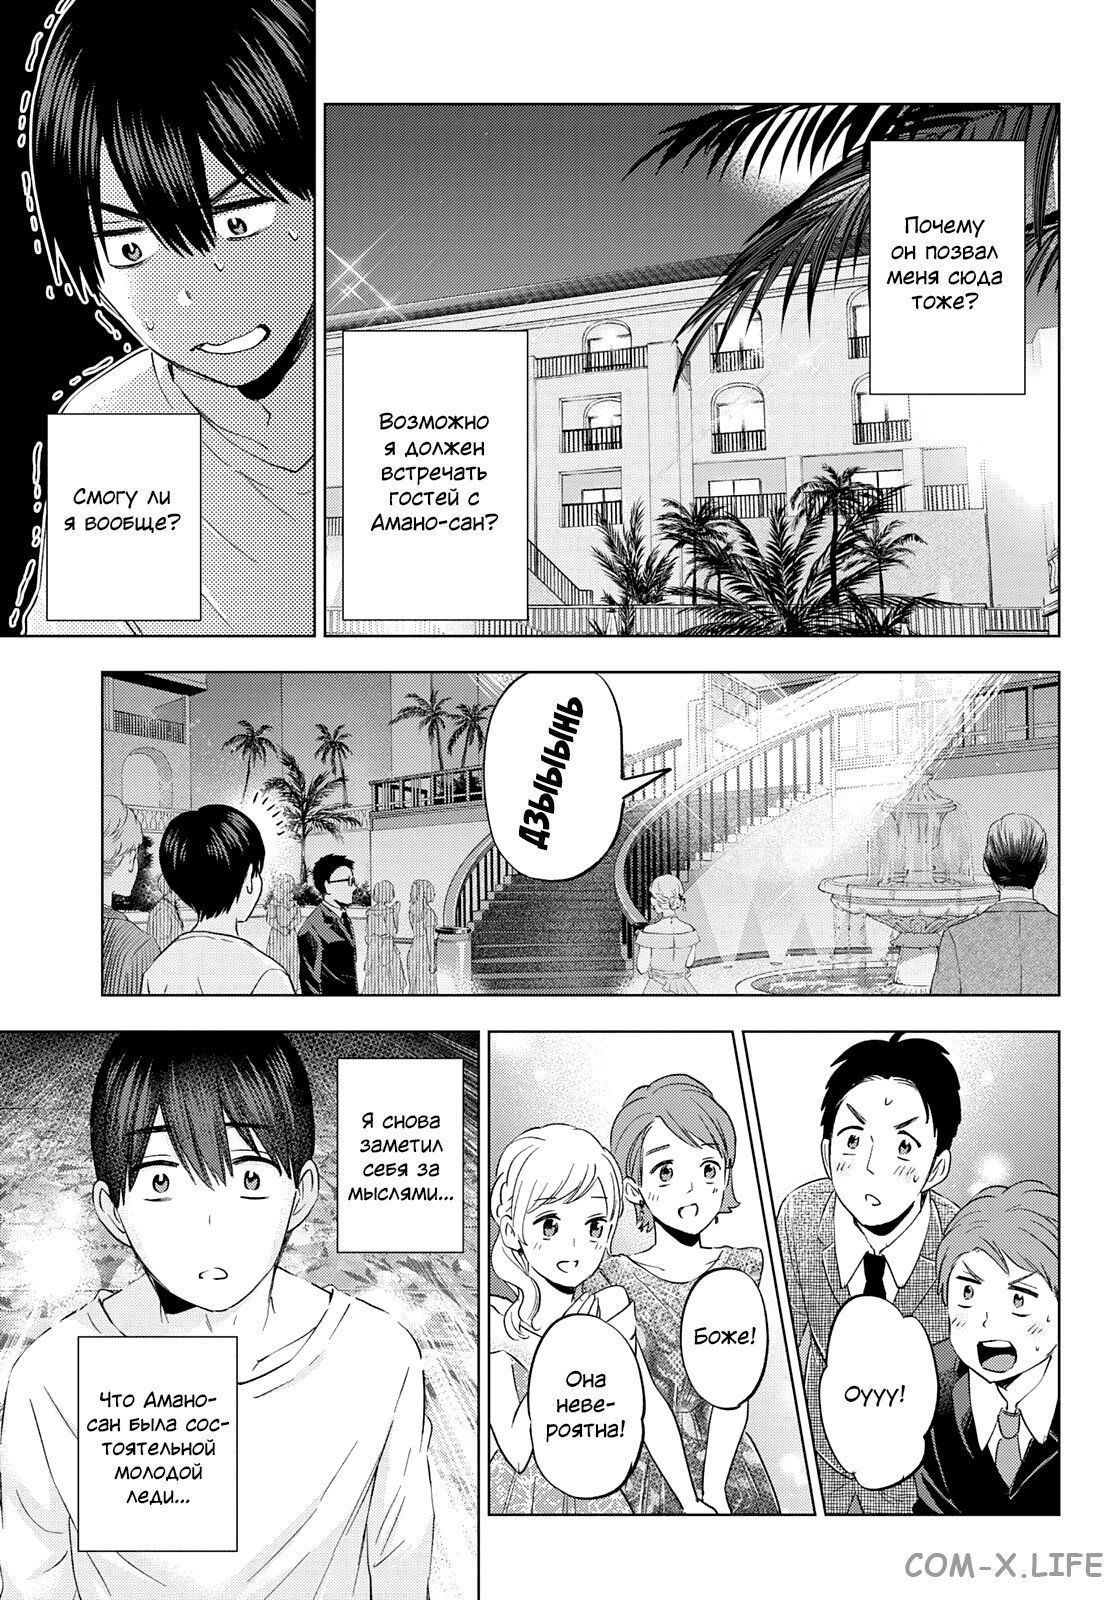 Почему
он позвал
меня сюда
тоже?
Возможно
я должен
встречать
гостей с
Амано-сан?
Смогу ли
я вообще?
ДЗЫЫЫНЬ
Оууу!
Боже!
Она
неве-
роятна!
Я снова
заметил
себя за
мыслями...
Что Амано-
сан была сос-
тоятельной
молодой
леди...
COM-X.LIFE